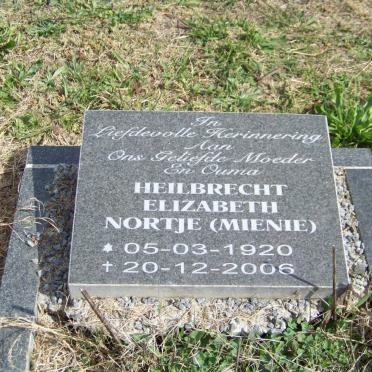 In
Liefdevolle Herinnering
Aan
Ons Geliefde Moeder
En Ouma
HEILBRECHT
ELIZABETH
NORTJE (MIENIE)
* 05-03-1920
✝ 20-12-2006